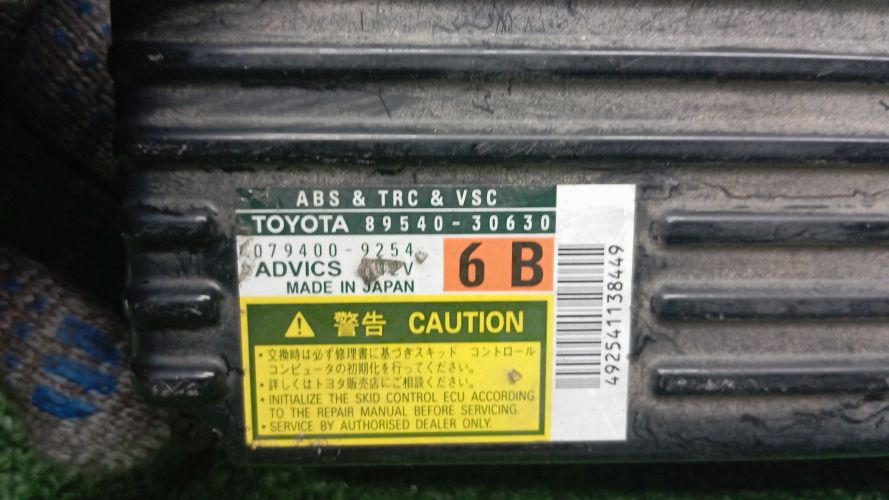 ABS & TRC & VSC
TOYOTA 89540-30630
079400-9254
ADVICS
MADE IN JAPAN
6B
警告 CAUTION
・交換時は必ず修理書に基づきスキッド コントロール
コンピュータの初期化を行ってください。
・詳しくはトヨタ販売店にご相談ください。
・INITIALIZE THE SKID CONTROL ECU ACCORDING
TO THE REPAIR MANUAL BEFORE SERVICING.
・SERVICE BY AUTHORISED DEALER ONLY.
492541138449